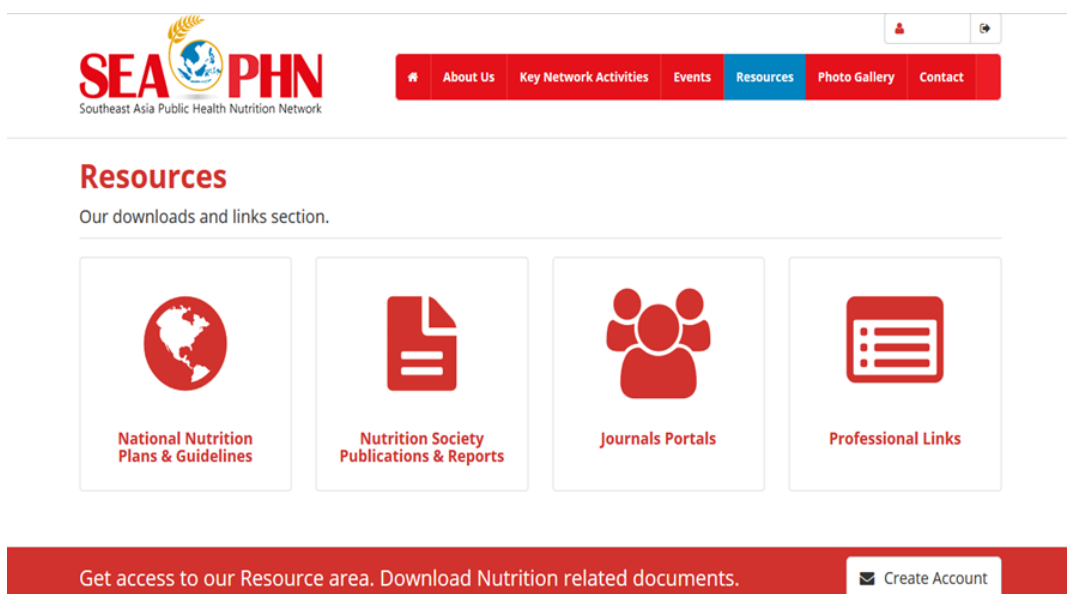 SEA PHN
Southeast Asia Public Health Nutrition Network
About Us Key Network Activities Events Resources Photo Gallery Contact
Resources
Our downloads and links section.
National Nutrition
Plans & Guidelines
Nutrition Society
Publications & Reports
Journals Portals
Professional Links
Get access to our Resource area. Download Nutrition related documents.
Create Account